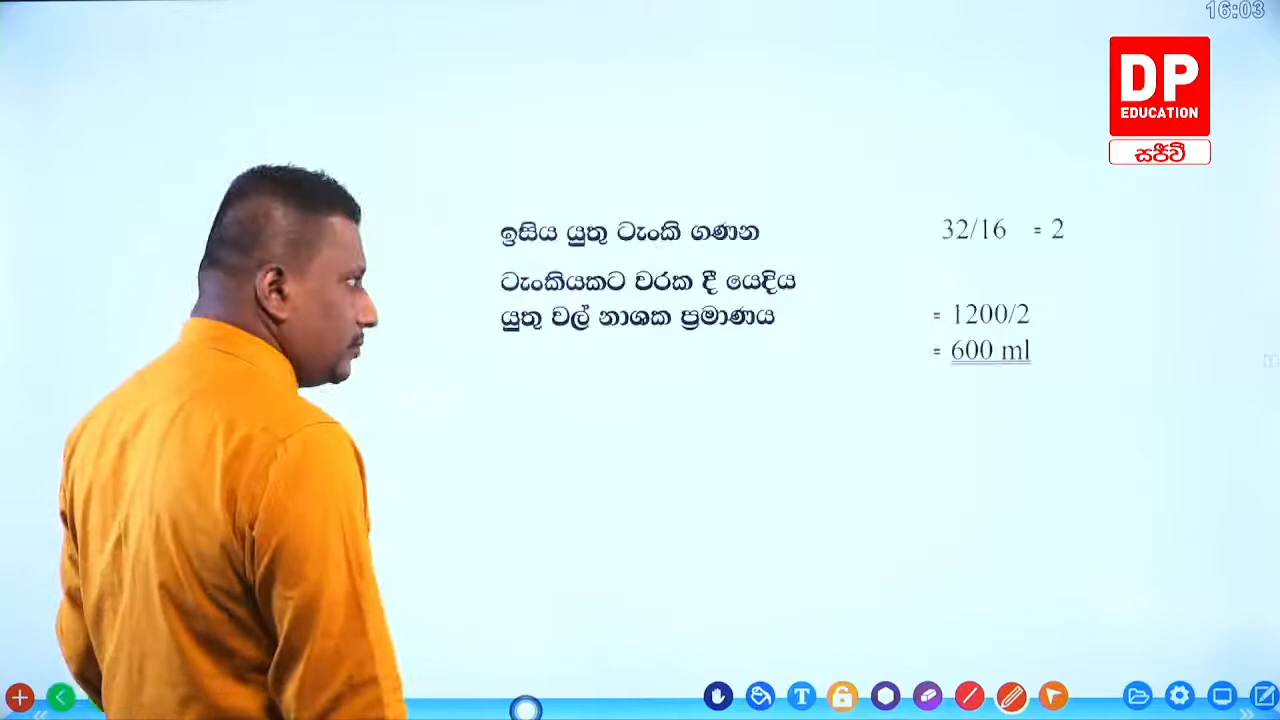 16:03
DP
EDUCATION
සජීවී
ඉසිය යුතු ටැංකි ගණන 32/16 = 2
ටැංකියකට වරක දී යෙදිය
යුතු වල් නාශක ප්‍රමාණය = 1200/2
= 600 ml